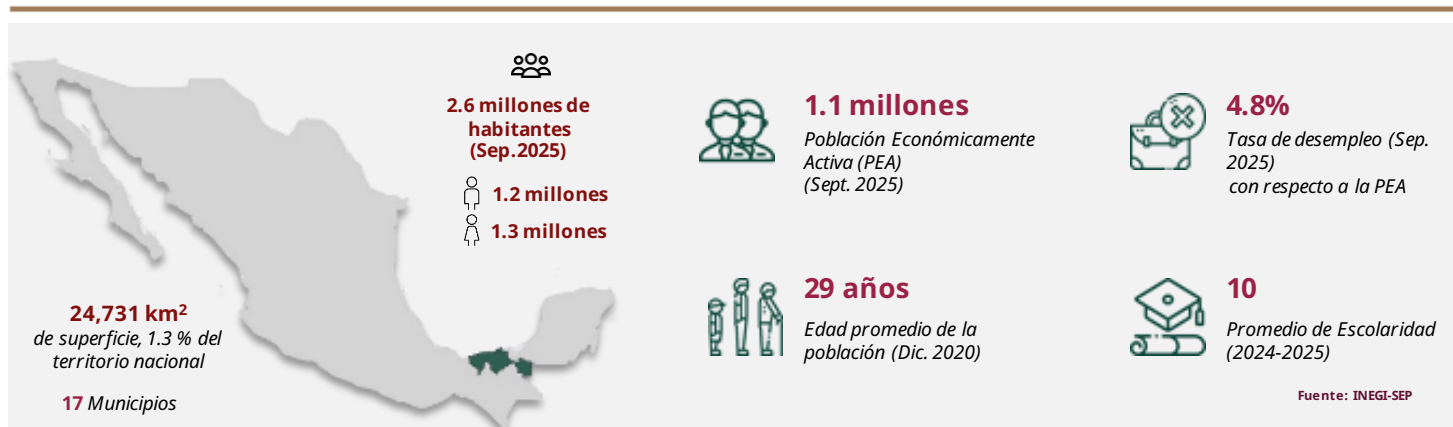 2.6 millones de
habitantes
(Sep.2025)
1.2 millones
1.3 millones
24,731 km²
de superficie, 1.3 % del
territorio nacional
17 Municipios
1.1 millones
Población Económicamente
Activa (PEA)
(Sept. 2025)
4.8%
Tasa de desempleo (Sep.
2025)
con respecto a la PEA
29 años
Edad promedio de la
población (Dic. 2020)
10
Promedio de Escolaridad
(2024-2025)
Fuente: INEGI-SEP